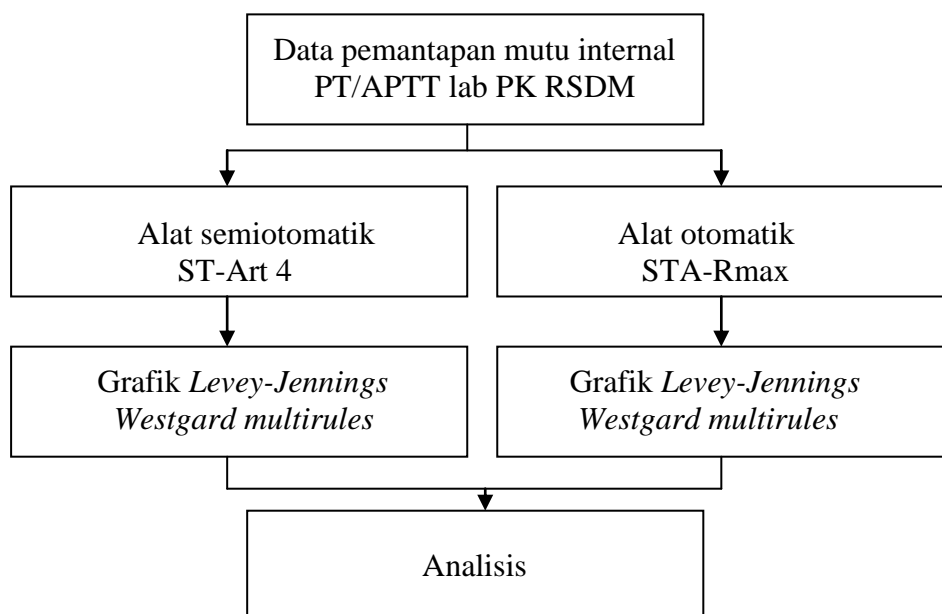 Data pemantapan mutu internal
PT/APTT lab PK RSDM
Alat semiotomatik
ST-Art 4
Alat otomatik
STA-Rmax
Grafik Levey-Jennings
Westgard multirules
Grafik Levey-Jennings
Westgard multirules
Analisis